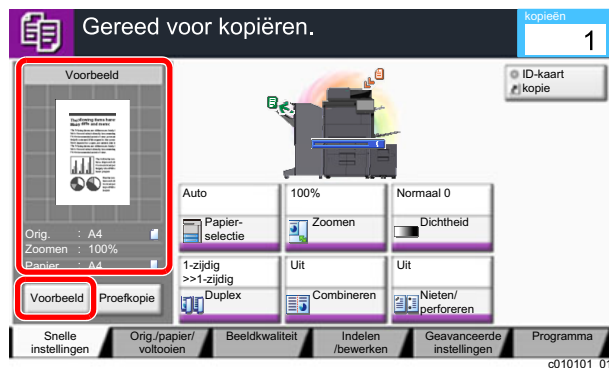 Gereed voor kopiëren.
kopieën
1
Voorbeeld
ID-kaart
kopie
Orig. : A4
Zoomen : 100%
Papier : A4
Voorbeeld
Proefkopie
Auto
Papier-
selectie
100%
Zoomen
Normaal 0
Dichtheid
1-zijdig
>>1-zijdig
Duplex
Uit
Combineren
Uit
Nieten/
perforeren
Snelle
instellingen
Orig./papier/
voltooien
Beeldkwaliteit
Indelen
/bewerken
Geavanceerde
instellingen
Programma
c010101_01